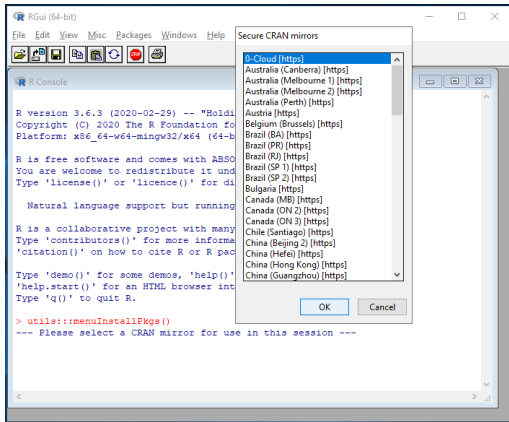 RGui (64-bit)
File Edit View Misc Packages Windows Help
R Console
R version 3.6.3 (2020-02-29) -- "Holdi
Copyright (C) 2020 The R Foundation fo
Platform: x86_64-w64-mingw32/x64 (64-b
R is free software and comes with ABSO
You are welcome to redistribute it und
Type 'license()' or 'licence()' for di
Natural language support but running
R is a collaborative project with many
Type 'contributors()' for more informa
'citation()' on how to cite R or R pac
Type 'demo()' for some demos, 'help()'
'help.start()' for an HTML browser int
Type 'q()' to quit R.
> utils:::menuInstallPkgs()
--- Please select a CRAN mirror for use in this session ---
Secure CRAN mirrors
0-Cloud [https]
Australia (Canberra) [https]
Australia (Melbourne 1) [https]
Australia (Melbourne 2) [https]
Australia (Perth) [https]
Austria [https]
Belgium (Brussels) [https]
Brazil (BA) [https]
Brazil (PR) [https]
Brazil (RJ) [https]
Brazil (SP 1) [https]
Brazil (SP 2) [https]
Bulgaria [https]
Canada (MB) [https]
Canada (ON 2) [https]
Canada (ON 3) [https]
Chile (Santiago) [https]
China (Beijing 2) [https]
China (Hefei) [https]
China (Hong Kong) [https]
China (Guangzhou) [https]
OK Cancel